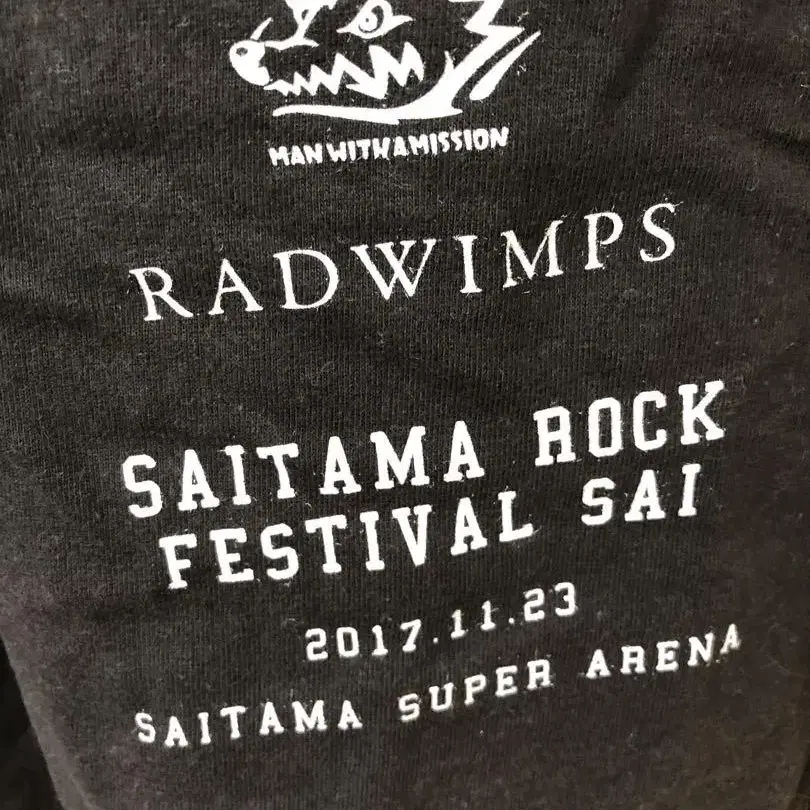 MAN WITH A MISSION
RADWIMPS
SAITAMA ROCK
FESTIVAL SAI
2017.11.23
SAITAMA SUPER ARENA